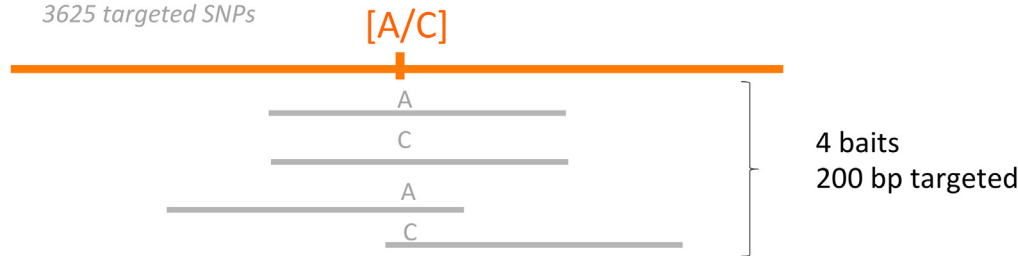 3625 targeted SNPs
[A/C]
A
C
A
C
4 baits
200 bp targeted